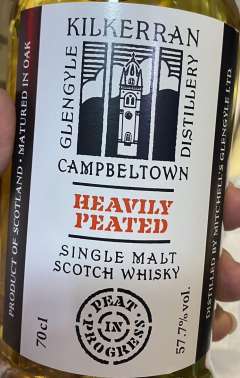 KILKERRAN
GLENGYLE
DISTILLERY
CAMPBELTOWN
HEAVILY
PEATED
SINGLE MALT
SCOTCH WHISKY
PEAT
IN
PROGRESS
70cl
57.7% vol.
PRODUCT OF SCOTLAND • MATURED IN OAK
DISTILLED BY MITCHELL'S GLENGYLE LTD